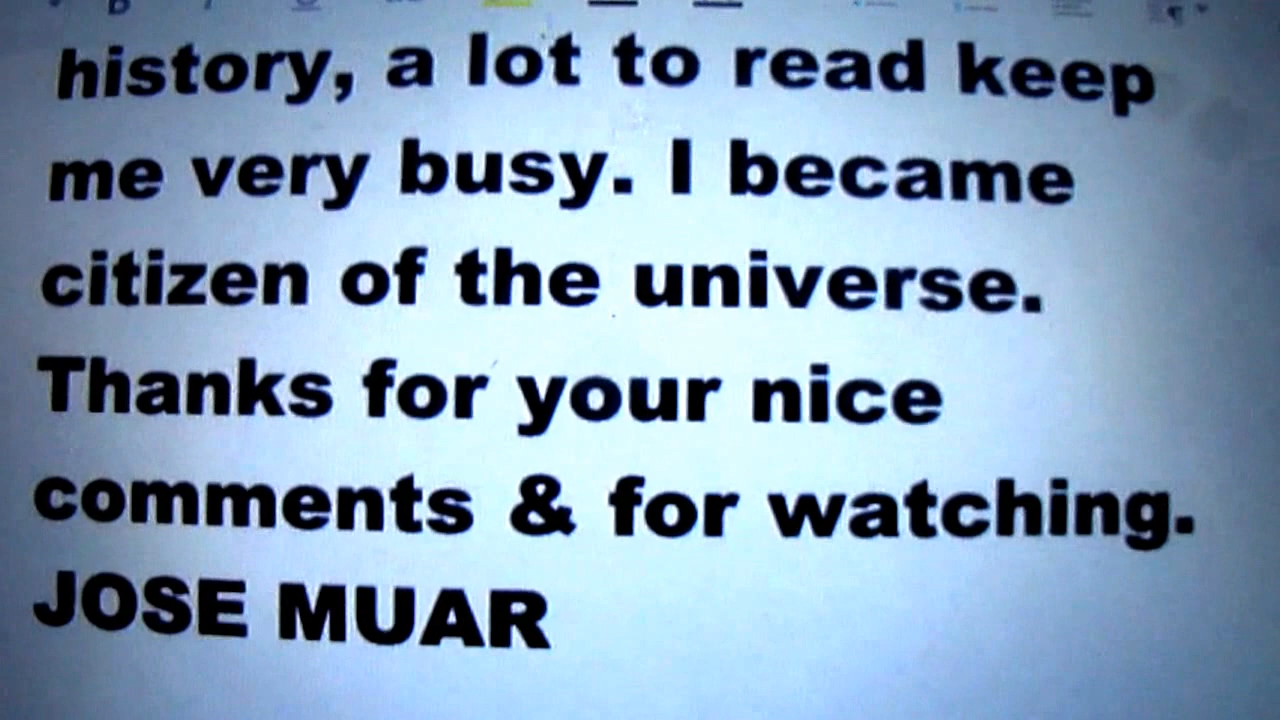 history, a lot to read keep
me very busy. I became
citizen of the universe.
Thanks for your nice
comments & for watching.
JOSE MUAR